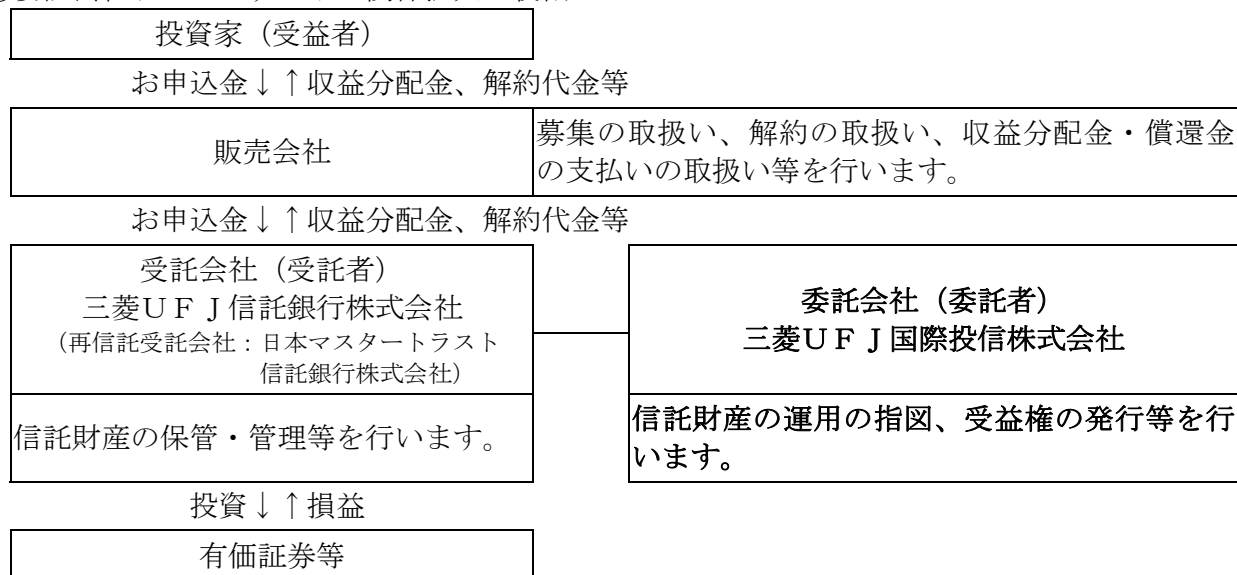 投資家（受益者）
お申込金↓↑収益分配金、解約代金等
販売会社
募集の取扱い、解約の取扱い、収益分配金・償還金
の支払いの取扱い等を行います。
お申込金↓↑収益分配金、解約代金等
受託会社（受託者）
三菱ＵＦＪ信託銀行株式会社
（再信託受託会社：日本マスタートラスト
信託銀行株式会社）
委託会社（委託者）
三菱ＵＦＪ国際投信株式会社
信託財産の保管・管理等を行います。
信託財産の運用の指図、受益権の発行等を行
います。
投資↓↑損益
有価証券等